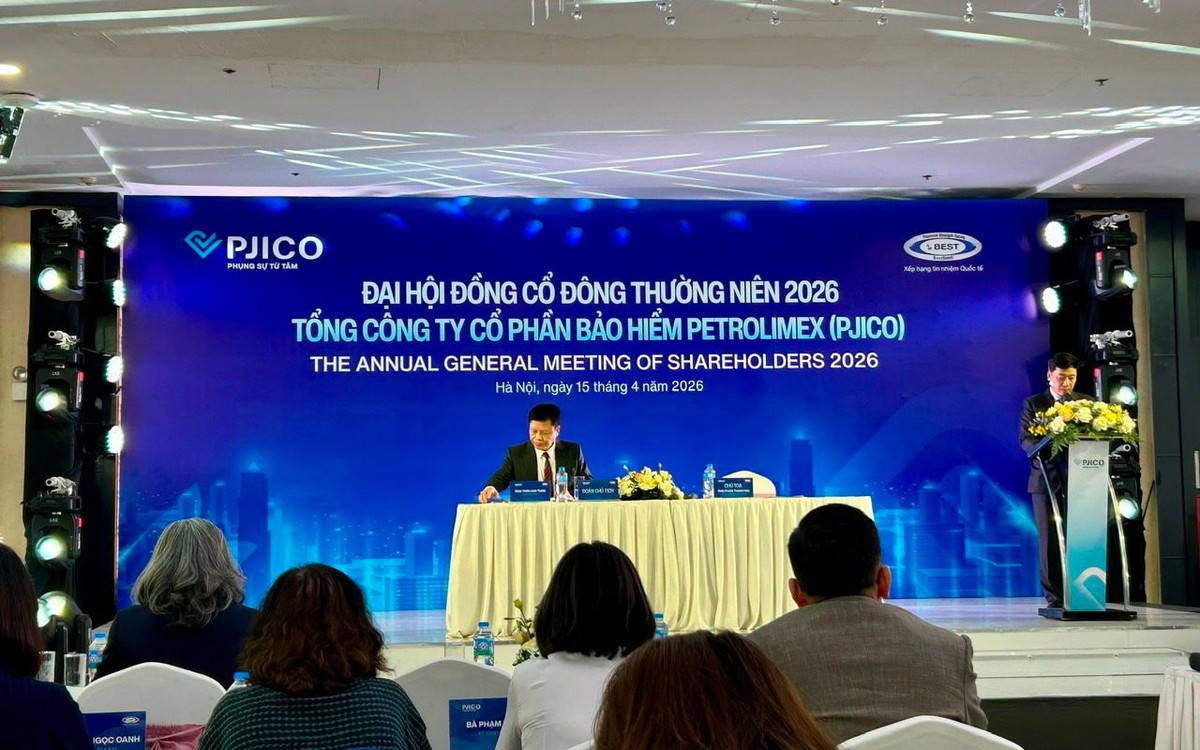 PJICO
PHỤNG SỰ TỪ TÂM
BEST
Xếp hạng tín nhiệm Quốc tế
ĐẠI HỘI ĐỒNG CỔ ĐÔNG THƯỜNG NIÊN 2026
TỔNG CÔNG TY CỔ PHẦN BẢO HIỂM PETROLIMEX (PJICO)
THE ANNUAL GENERAL MEETING OF SHAREHOLDERS 2026
Hà Nội, ngày 15 tháng 4 năm 2026
ĐOÀN CHỦ TỊCH
CHỦ TỌA
PJICO
PJICO
BÀ PHẠM
NGỌC OANH